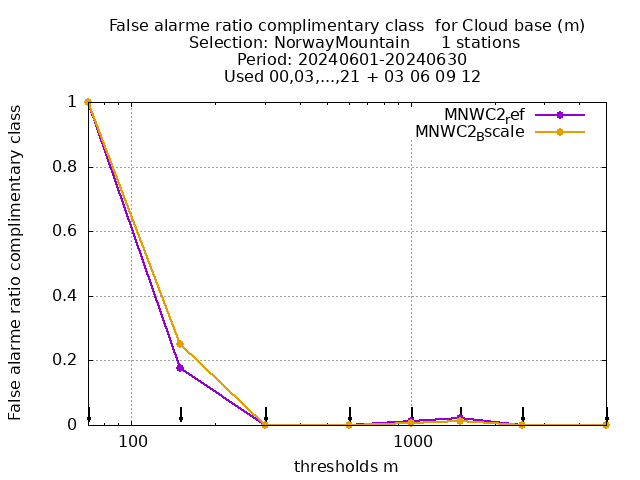 False alarme ratio complimentary class  for Cloud base (m)
Selection: NorwayMountain      1 stations
Period: 20240601-20240630
Used 00,03,...,21 + 03 06 09 12
MNWC2ref
MNWC2Bscale
False alarme ratio complimentary class
1
0.8
0.6
0.4
0.2
0
100
1000
thresholds m